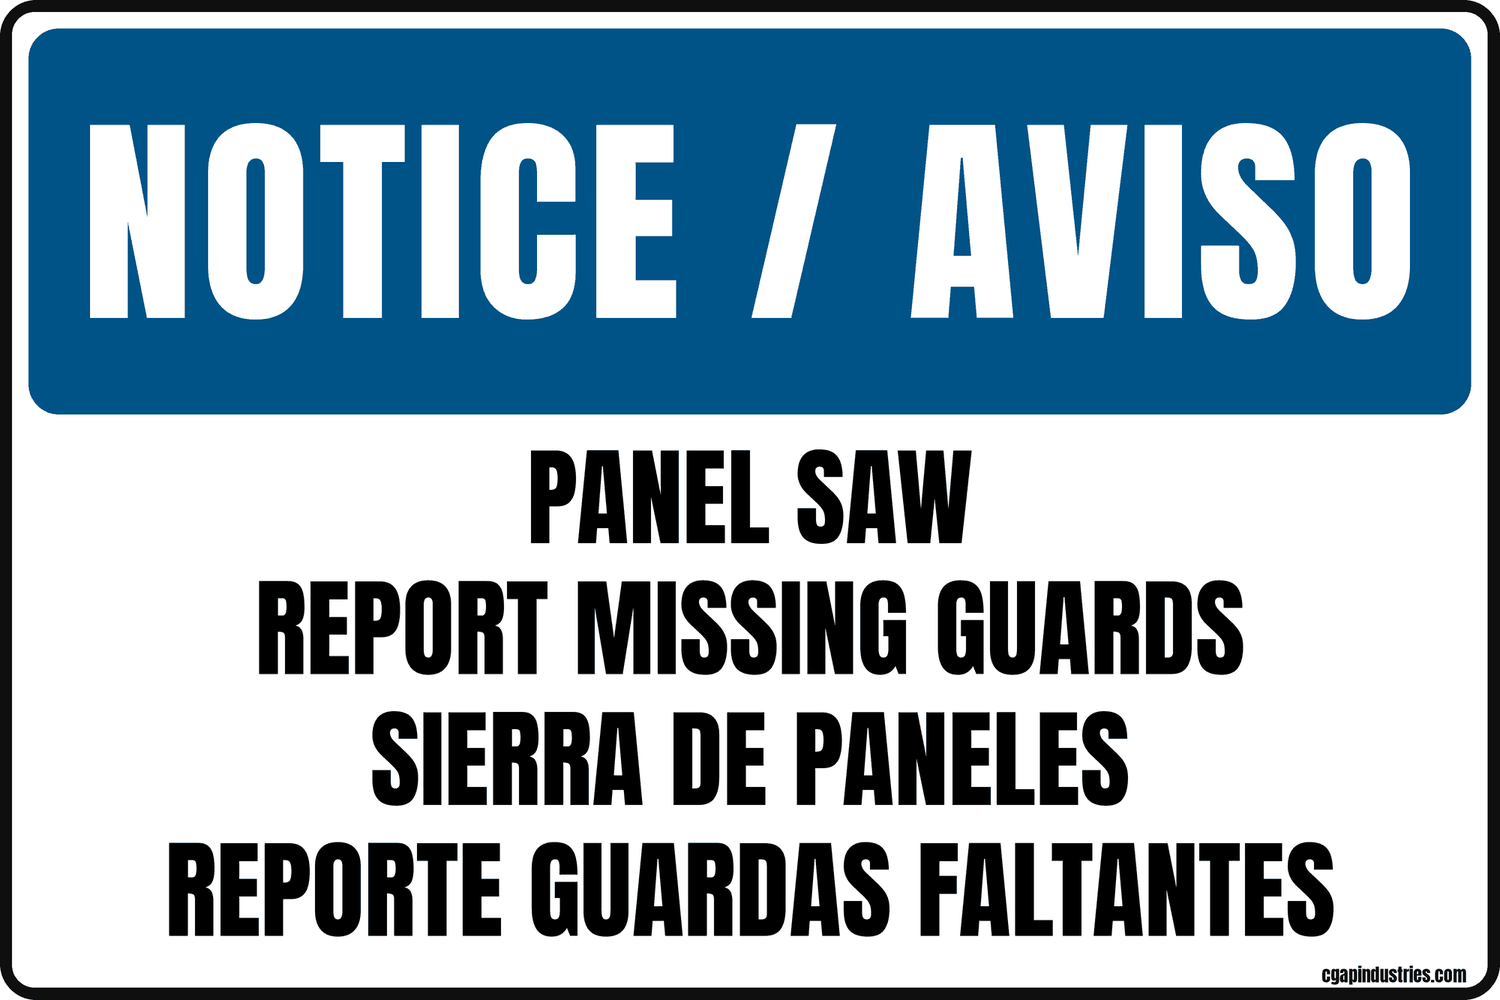 NOTICE / AVISO
PANEL SAW
REPORT MISSING GUARDS
SIERRA DE PANELES
REPORTE GUARDAS FALTANTES
cgapindustries.com